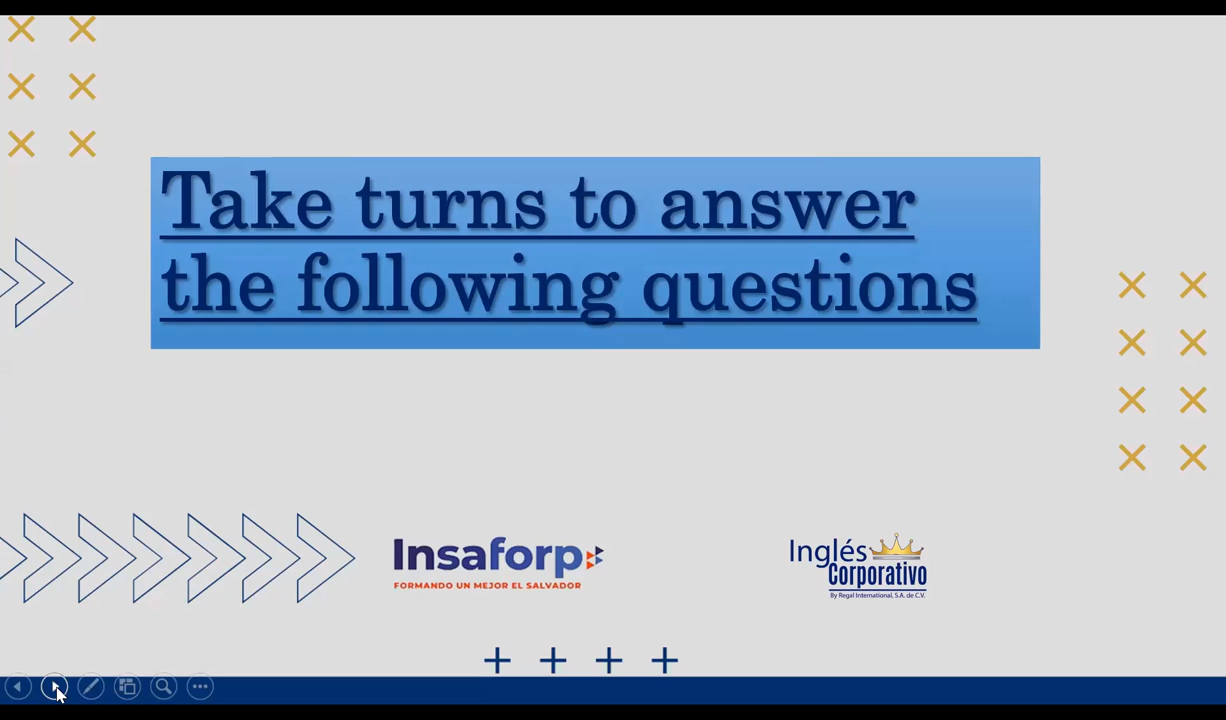 Take turns to answer
the following questions
Insaforp
FORMANDO UN MEJOR EL SALVADOR
Inglés
Corporativo
By Regal International, S.A. de C.V.